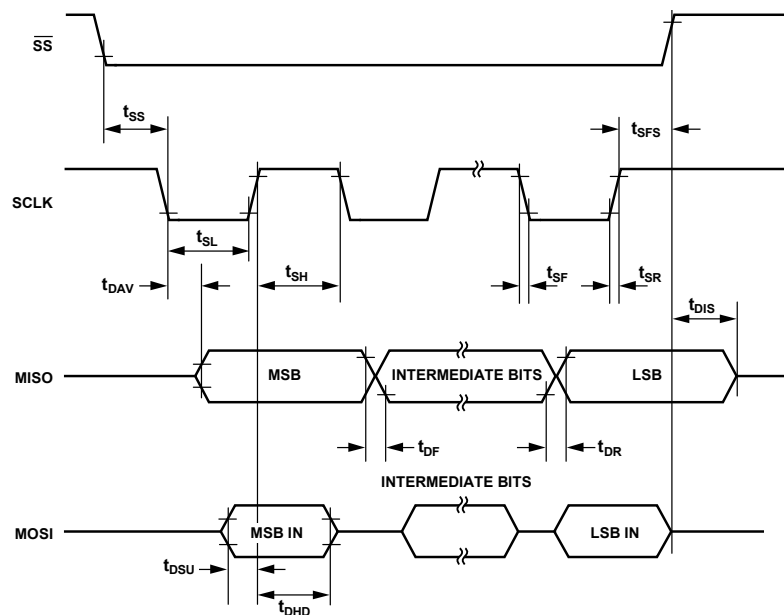 SS
tSS
tSFS
SCLK
tSL
tSH
tSF
tSR
tDAV
tDIS
MISO
MSB
INTERMEDIATE BITS
LSB
tDF
tDR
INTERMEDIATE BITS
MOSI
MSB IN
LSB IN
tDSU
tDHD